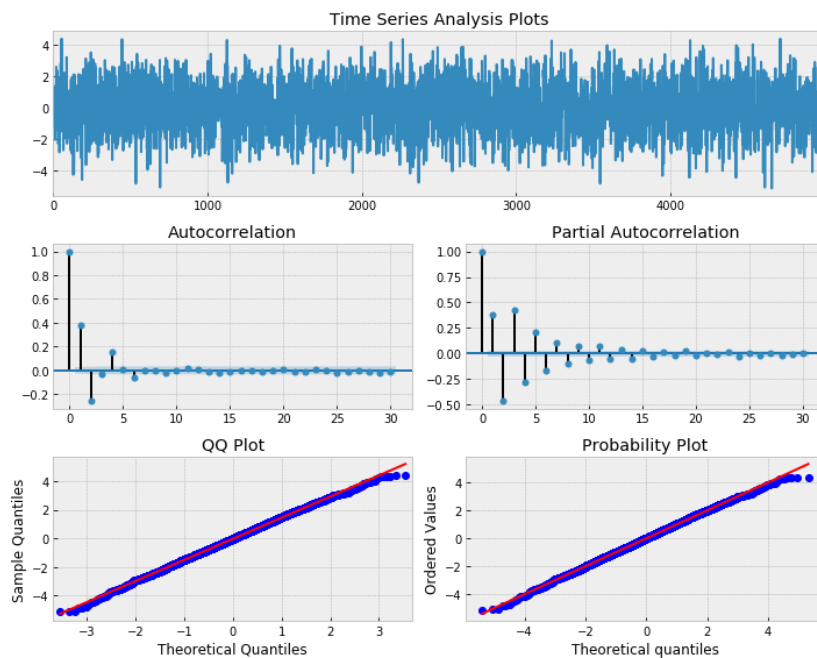 Time Series Analysis Plots
4
2
0
−2
−4
0 1000 2000 3000 4000
Autocorrelation
1.0
0.8
0.6
0.4
0.2
0.0
−0.2
0 5 10 15 20 25 30
Partial Autocorrelation
1.00
0.75
0.50
0.25
0.00
−0.25
−0.50
0 5 10 15 20 25 30
QQ Plot
Sample Quantiles
4
2
0
−2
−4
−3 −2 −1 0 1 2 3
Theoretical Quantiles
Probability Plot
Ordered Values
4
2
0
−2
−4
−4 −2 0 2 4
Theoretical quantiles